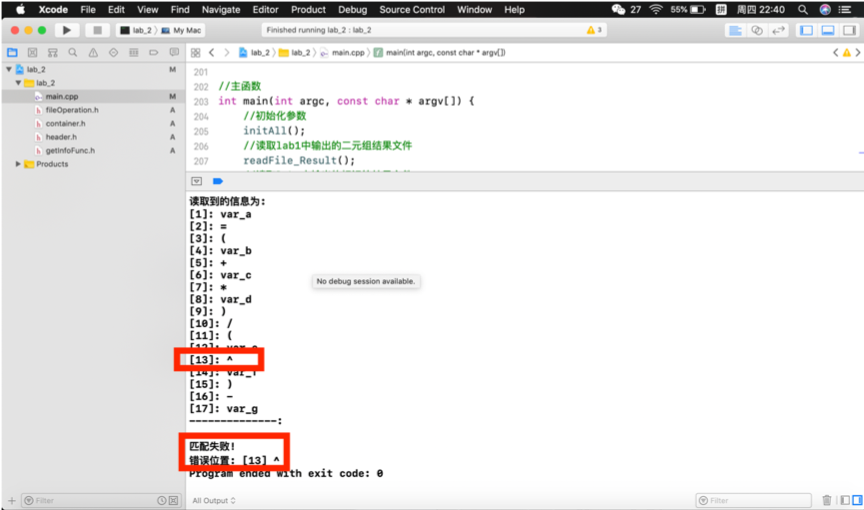 Xcode File Edit View Find Navigate Editor Product Debug Source Control Window Help 27 55% 拼 周四 22:40
lab_2 My Mac Finished running lab_2 : lab_2 3
lab_2 lab_2 main.cpp main(int argc, const char * argv[])
lab_2 M
lab_2
main.cpp M
fileOperation.h A
container.h A
header.h A
getInfoFunc.h A
Products
201
202 //主函数
203 int main(int argc, const char * argv[]) {
204 //初始化参数
205 initAll();
206 //读取lab1中输出的二元组结果文件
207 readFile_Result();
读取到的信息为:
[1]: var_a
[2]: =
[3]: (
[4]: var_b
[5]: +
[6]: var_c
[7]: *
[8]: var_d
[9]: )
[10]: /
[11]: (
[13]: ^
[15]: )
[16]: -
[17]: var_g
--------------:
匹配失败!
错误位置: [13] ^
Program ended with exit code: 0
No debug session available.
Filter
All Output
Filter